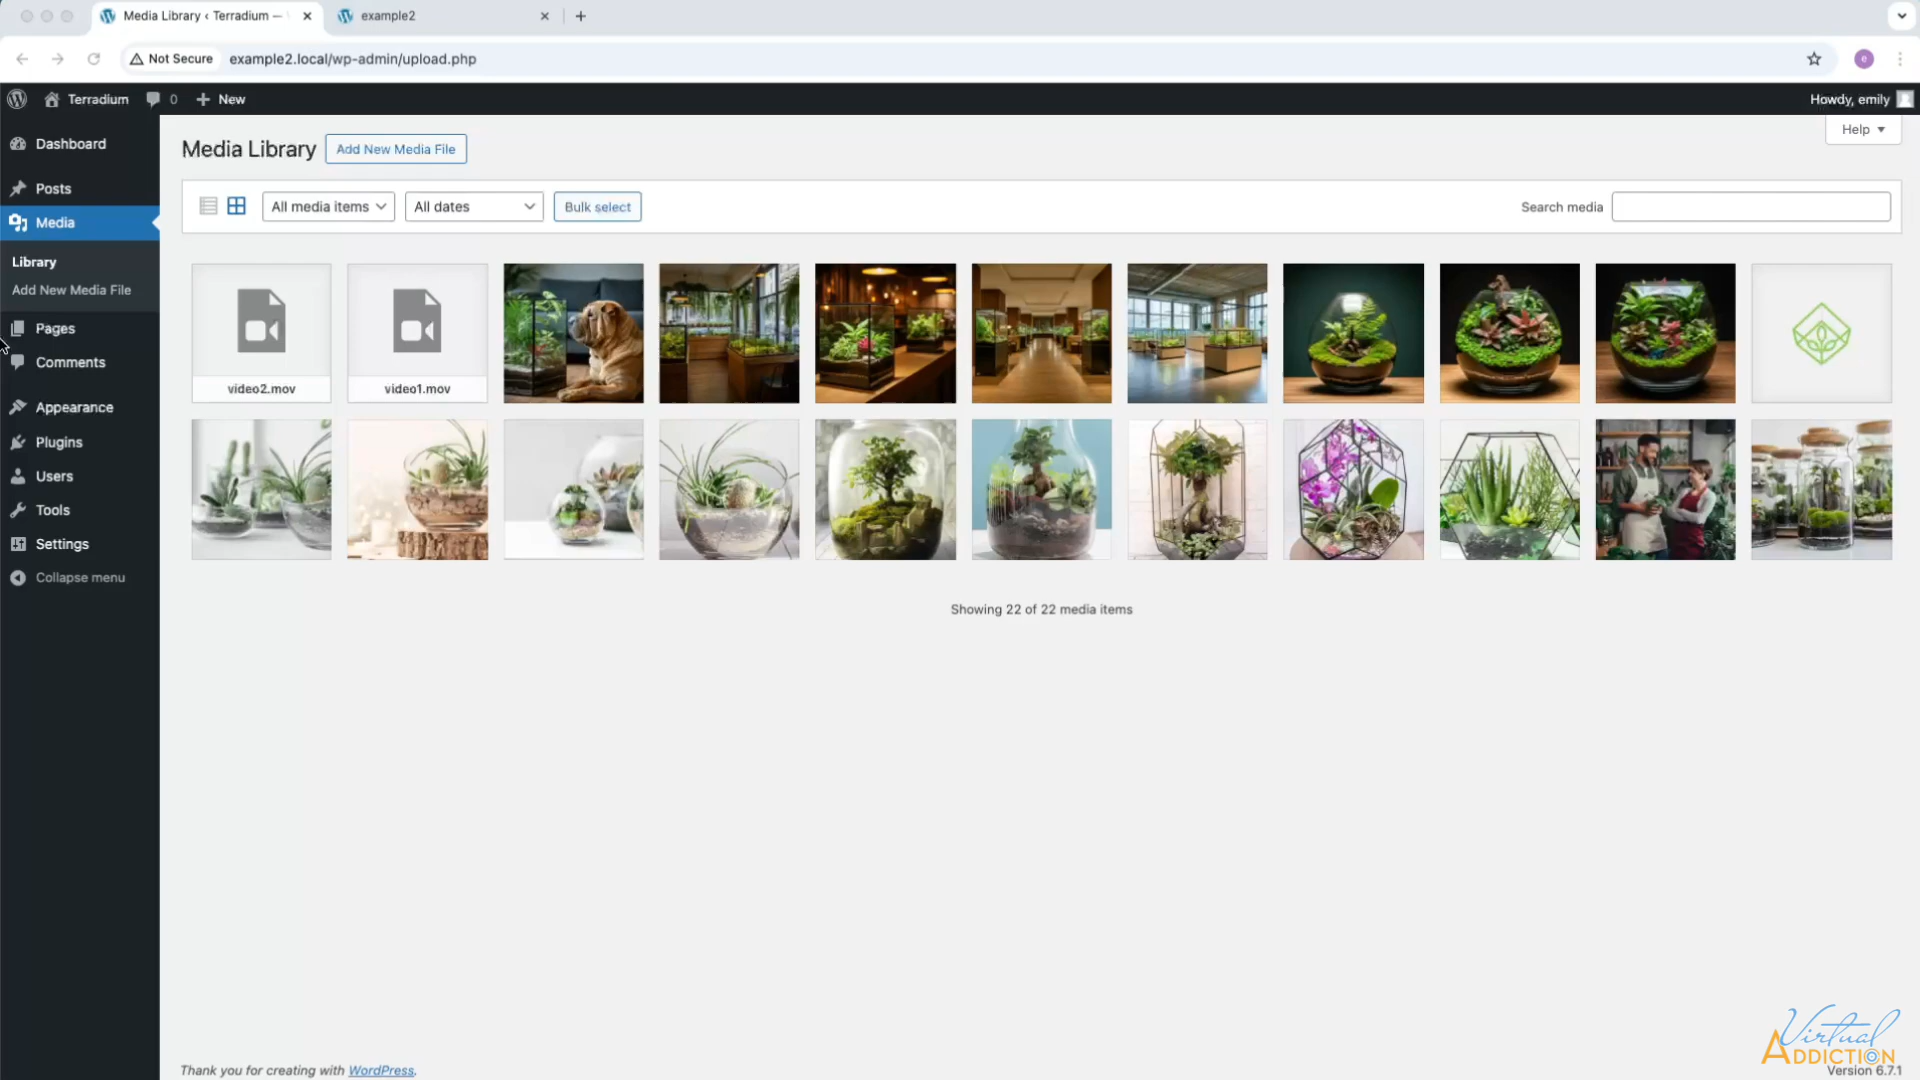 Media Library ‹ Terradium —
example2
Not Secure
example2.local/wp-admin/upload.php
e
Terradium
0
New
Howdy, emily
Dashboard
Posts
Media
Library
Add New Media File
Pages
Comments
Appearance
Plugins
Users
Tools
Settings
Collapse menu
Help
Media Library
Add New Media File
All media items
All dates
Bulk select
Search media
video2.mov
video1.mov
Showing 22 of 22 media items
Thank you for creating with WordPress.
Virtual
ADDICTION
Version 6.7.1